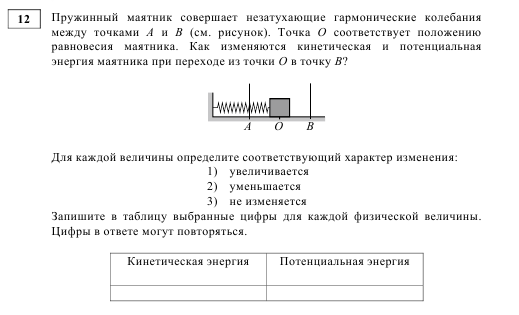 12
Пружинный маятник совершает незатухающие гармонические колебания
между точками A и B (см. рисунок). Точка O соответствует положению
равновесия маятника. Как изменяются кинетическая и потенциальная
энергия маятника при переходе из точки O в точку B?
A O B
Для каждой величины определите соответствующий характер изменения:
1) увеличивается
2) уменьшается
3) не изменяется
Запишите в таблицу выбранные цифры для каждой физической величины.
Цифры в ответе могут повторяться.
Кинетическая энергия Потенциальная энергия